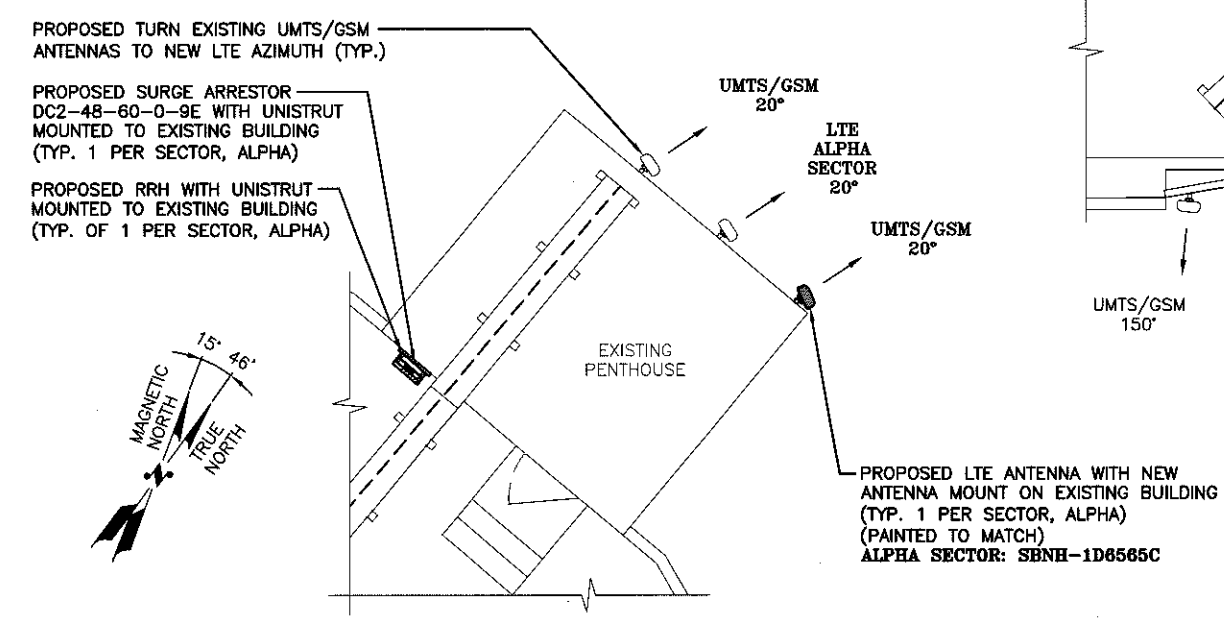 PROPOSED TURN EXISTING UMTS/GSM
ANTENNAS TO NEW LTE AZIMUTH (TYP.)
PROPOSED SURGE ARRESTOR
DC2-48-60-0-9E WITH UNISTRUT
MOUNTED TO EXISTING BUILDING
(TYP. 1 PER SECTOR, ALPHA)
PROPOSED RRH WITH UNISTRUT
MOUNTED TO EXISTING BUILDING
(TYP. OF 1 PER SECTOR, ALPHA)
UMTS/GSM
20°
LTE
ALPHA
SECTOR
20°
UMTS/GSM
20°
UMTS/GSM
150°
EXISTING
PENTHOUSE
15° 46'
MAGNETIC
NORTH
TRUE
NORTH
N
PROPOSED LTE ANTENNA WITH NEW
ANTENNA MOUNT ON EXISTING BUILDING
(TYP. 1 PER SECTOR, ALPHA)
(PAINTED TO MATCH)
ALPHA SECTOR: SBNH-1D6565C